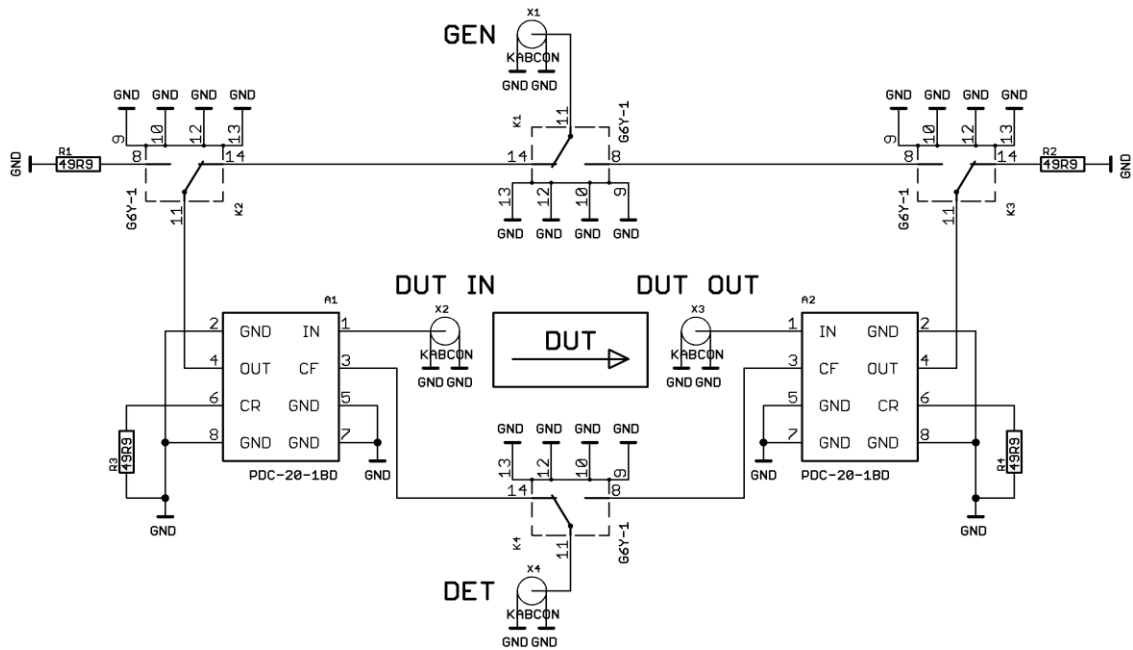 X1
GEN
KABCON
GND GND
GND GND GND GND
9 10 12 13
11
K1
G6Y-1
GND GND GND GND
9 10 12 13
GND
R1
49R9
8 14
14 8
8 14
R2
49R9
GND
G6Y-1
11
K2
13 12 10 9
GND GND GND GND
G6Y-1
11
K3
DUT IN
DUT OUT
A1
X2
X3
A2
2 GND IN 1
KABCON
DUT
KABCON
1 IN GND 2
4 OUT CF 3
GND GND
GND GND
3 CF OUT 4
6 CR GND 5
5 GND CR 6
R3
49R9
8 GND GND 7
7 GND GND 8
R4
49R9
PDC-20-1BD
GND
GND GND GND GND
13 12 10 9
GND
PDC-20-1BD
14 8
GND
K4
11
G6Y-1
GND
X4
DET
KABCON
GND GND